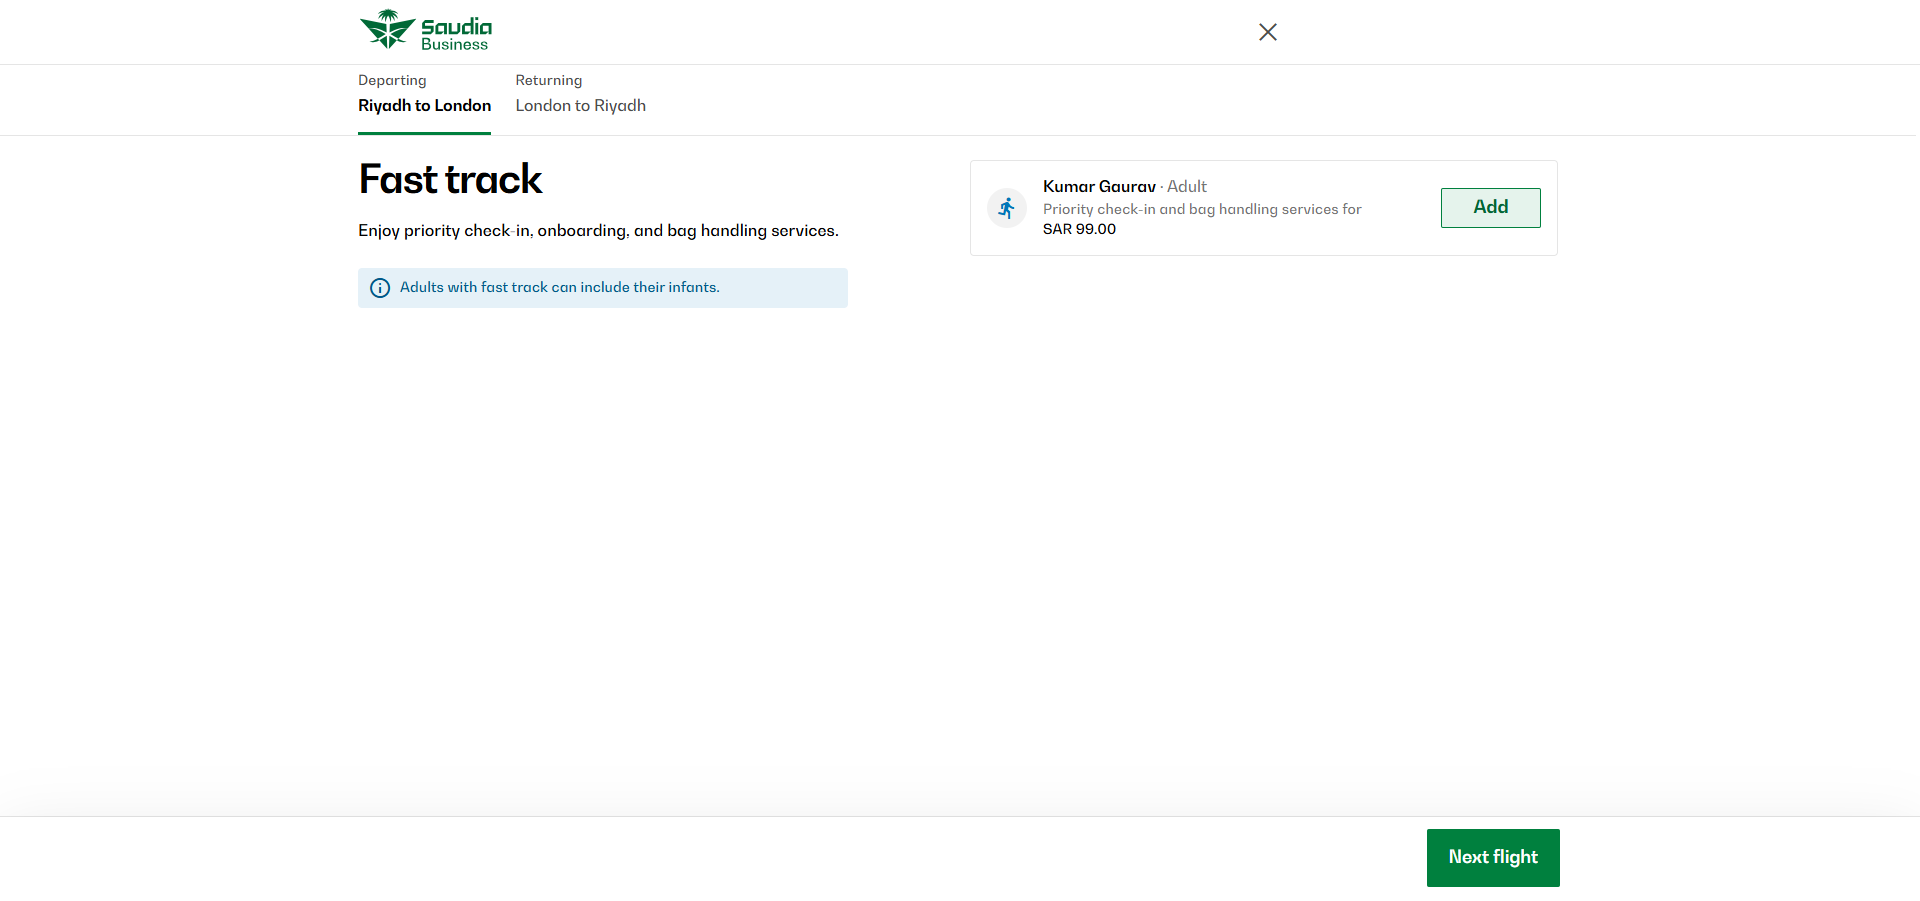 Saudia
Business
Departing
Riyadh to London
Returning
London to Riyadh
Fast track
Enjoy priority check-in, onboarding, and bag handling services.
Adults with fast track can include their infants.
Kumar Gaurav · Adult
Priority check-in and bag handling services for
SAR 99.00
Add
Next flight